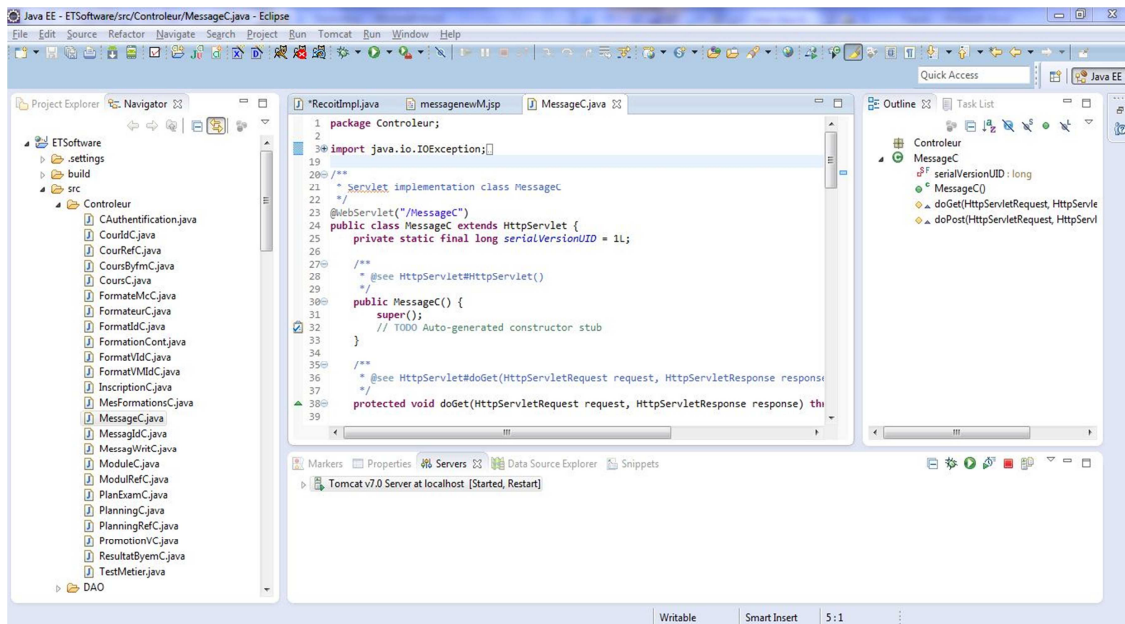 Java EE - ETSoftware/src/Controleur/MessageC.java - Eclipse
File Edit Source Refactor Navigate Search Project Run Tomcat Run Window Help
Quick Access
Java EE
Project Explorer Navigator
ETSoftware
.settings
build
src
Controleur
CAuthentification.java
CourIdC.java
CourRefC.java
CoursByfmC.java
CoursC.java
FormateMcC.java
FormateurC.java
FormatIdC.java
FormationCont.java
FormatVIdC.java
FormatVMIdC.java
InscriptionC.java
MesFormationsC.java
MessageC.java
MessagIdC.java
MessagWritC.java
ModuleC.java
ModulRefC.java
PlanExamC.java
PlanningC.java
PlanningRefC.java
PromotionVC.java
ResultatByemC.java
TestMetier.java
DAO
*RecoitImpl.java messagenewM.jsp MessageC.java
1 package Controleur;
2
3 import java.io.IOException;
19
20 /**
21 * Servlet implementation class MessageC
22 */
23 @WebServlet("/MessageC")
24 public class MessageC extends HttpServlet {
25 private static final long serialVersionUID = 1L;
26
27 /**
28 * @see HttpServlet#HttpServlet()
29 */
30 public MessageC() {
31 super();
32 // TODO Auto-generated constructor stub
33 }
34
35 /**
36 * @see HttpServlet#doGet(HttpServletRequest request, HttpServletResponse response
37 */
38 protected void doGet(HttpServletRequest request, HttpServletResponse response) thr
39
Outline Task List
Controleur
MessageC
serialVersionUID : long
MessageC()
doGet(HttpServletRequest, HttpServle
doPost(HttpServletRequest, HttpServl
Markers Properties Servers Data Source Explorer Snippets
Tomcat v7.0 Server at localhost [Started, Restart]
Writable Smart Insert 5 : 1